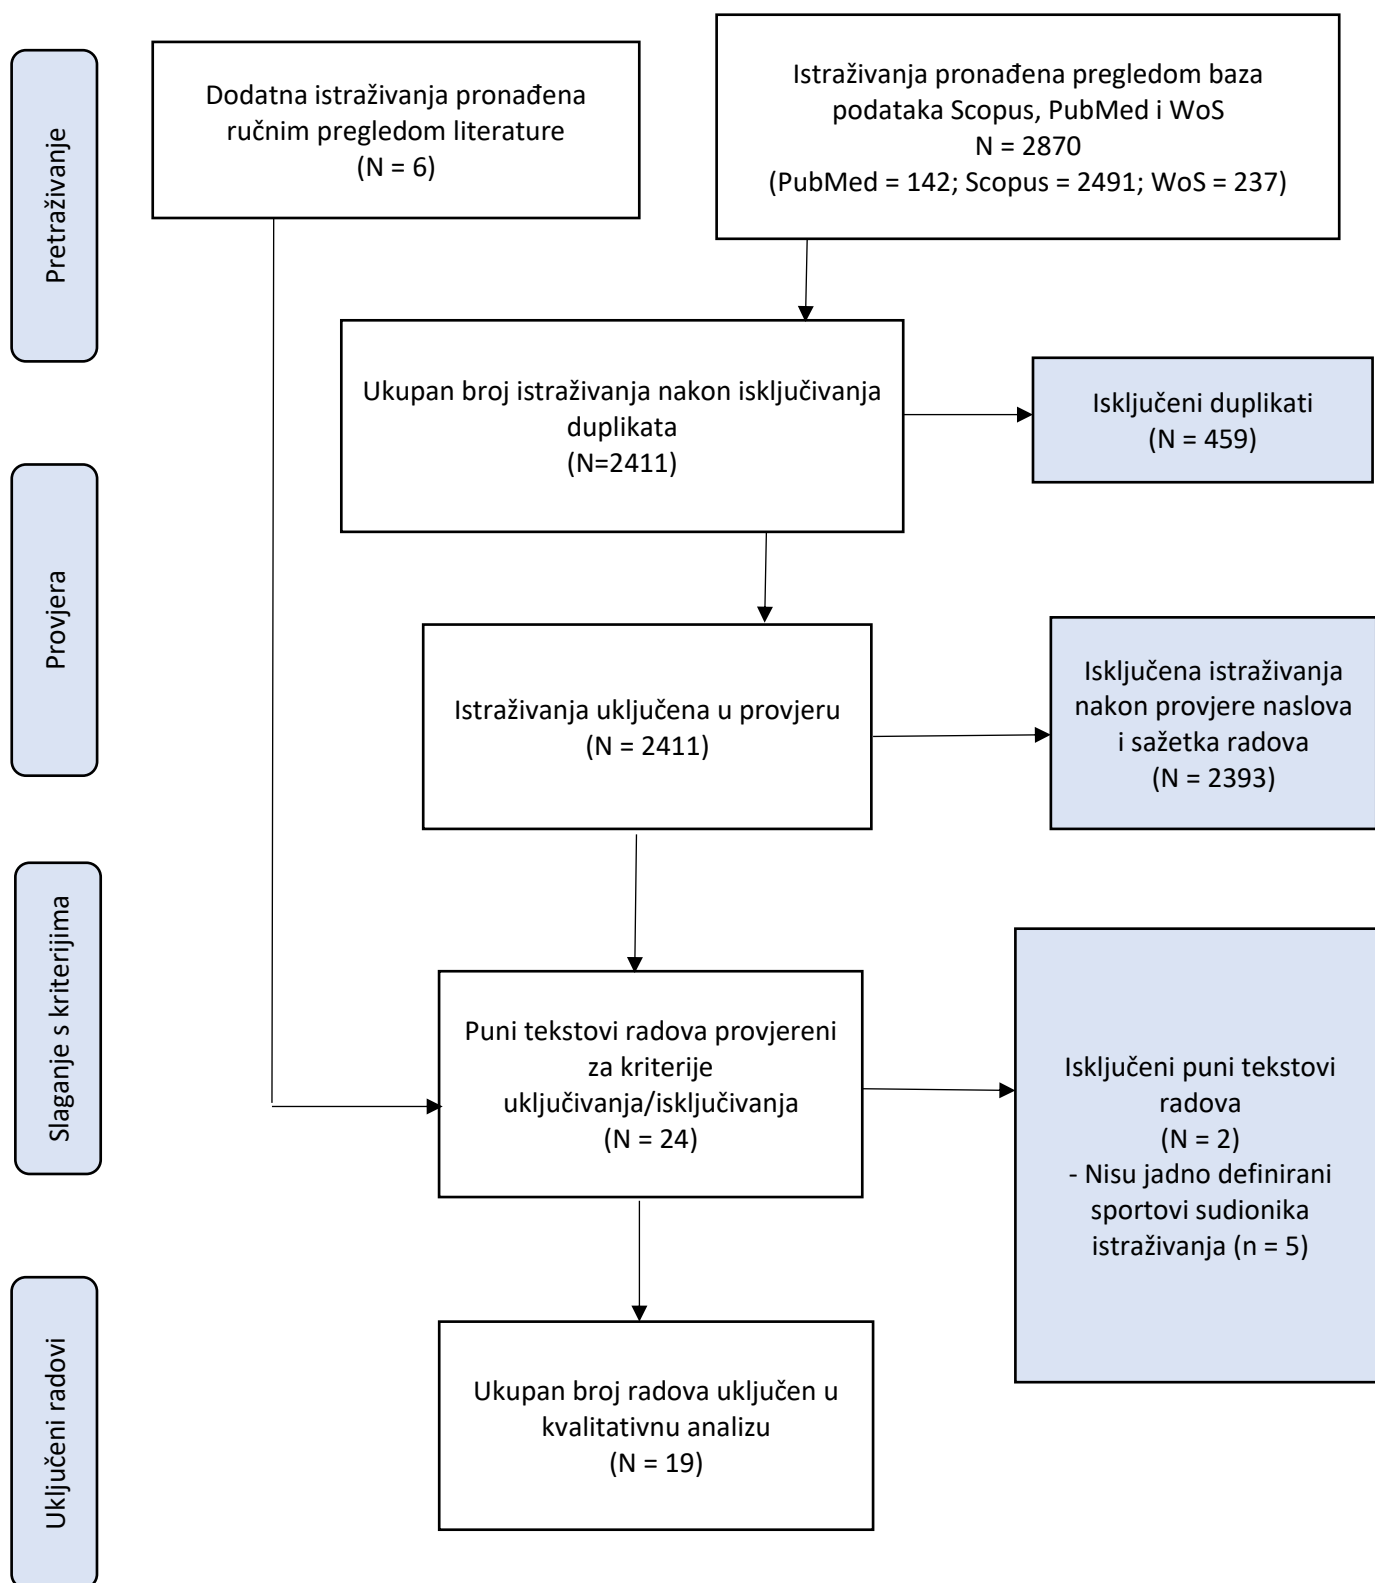 Pretraživanje
Dodatna istraživanja pronađena
ručnim pregledom literature
(N = 6)
Istraživanja pronađena pregledom baza
podataka Scopus, PubMed i WoS
N = 2870
(PubMed = 142; Scopus = 2491; WoS = 237)
Ukupan broj istraživanja nakon isključivanja
duplikata
(N=2411)
Isključeni duplikati
(N = 459)
Provjera
Istraživanja uključena u provjeru
(N = 2411)
Isključena istraživanja
nakon provjere naslova
i sažetka radova
(N = 2393)
Slaganje s kriterijima
Puni tekstovi radova provjereni
za kriterije
uključivanja/isključivanja
(N = 24)
Isključeni puni tekstovi
radova
(N = 2)
- Nisu jadno definirani
sportovi sudionika
istraživanja (n = 5)
Uključeni radovi
Ukupan broj radova uključen u
kvalitativnu analizu
(N = 19)